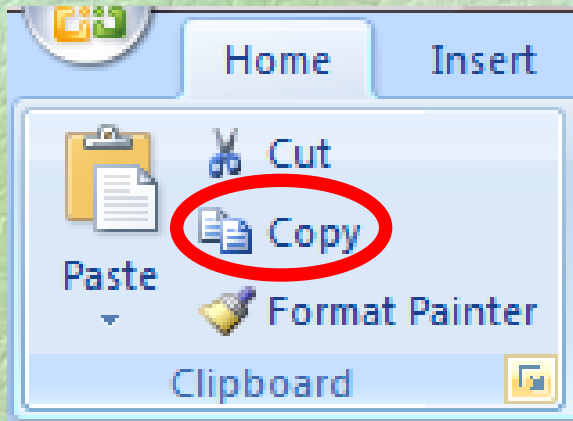 Home Insert
Cut
Copy
Paste
Format Painter
Clipboard